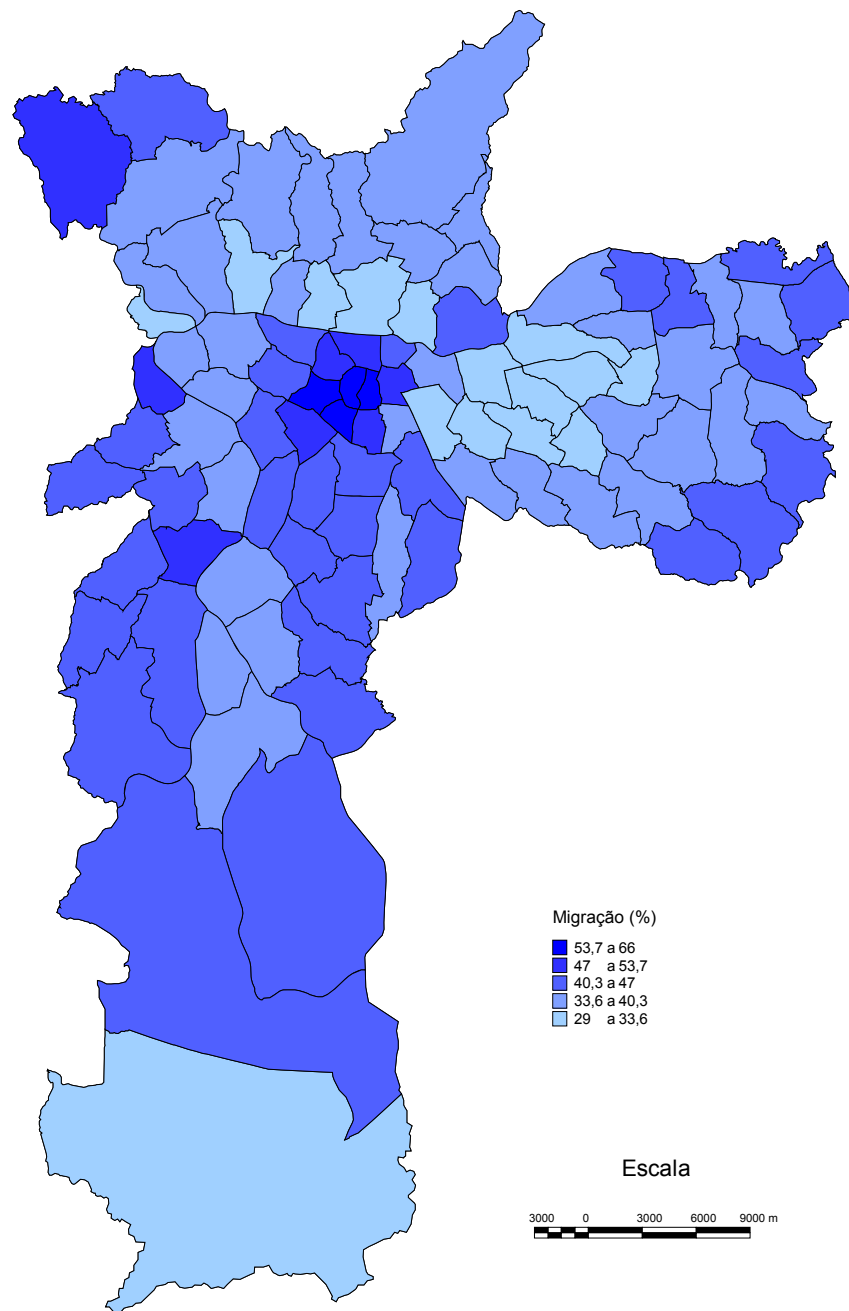 Migração (%)
53,7 a 66
47 a 53,7
40,3 a 47
33,6 a 40,3
29 a 33,6
Escala
3000 0 3000 6000 9000 m